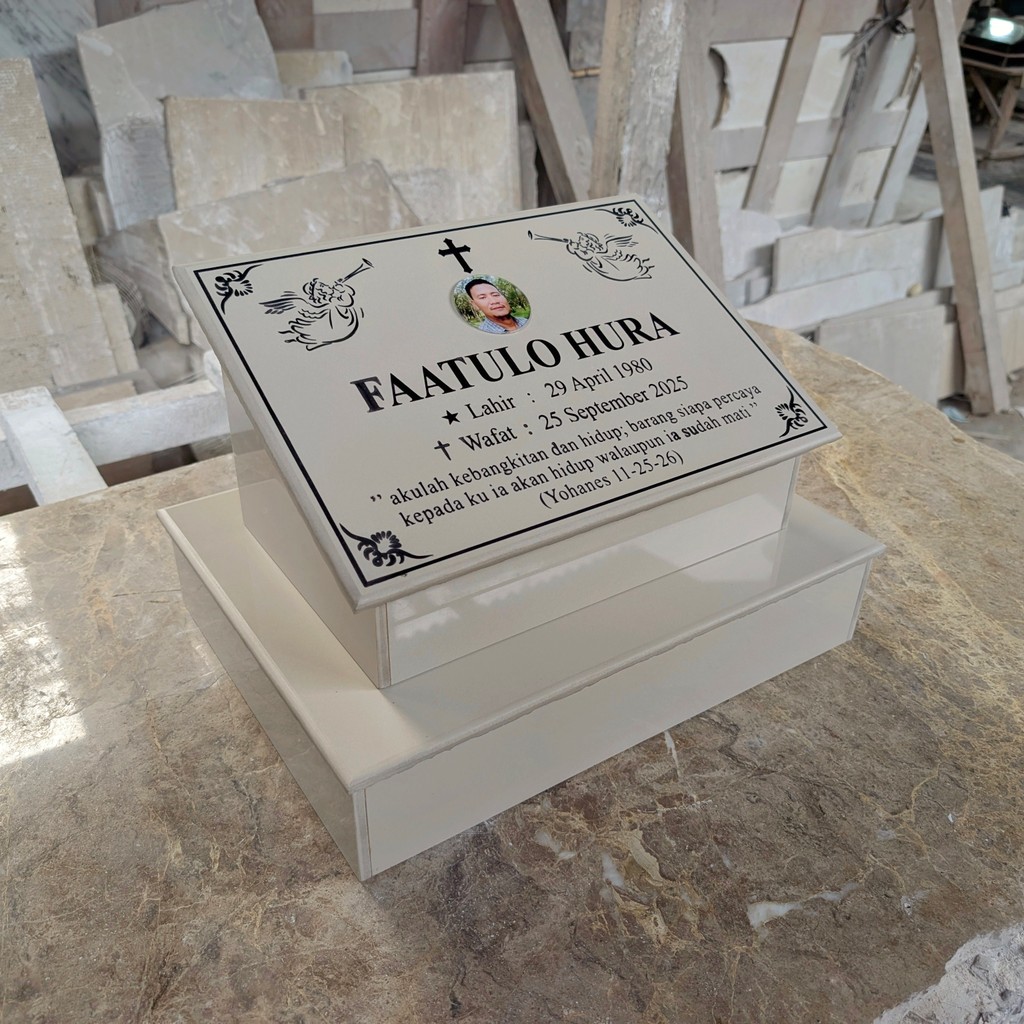 FAATULO HURA
★ Lahir : 29 April 1980
✝ Wafat : 25 September 2025
” akulah kebangkitan dan hidup; barang siapa percaya
kepada ku ia akan hidup walaupun ia sudah mati ”
(Yohanes 11-25-26)